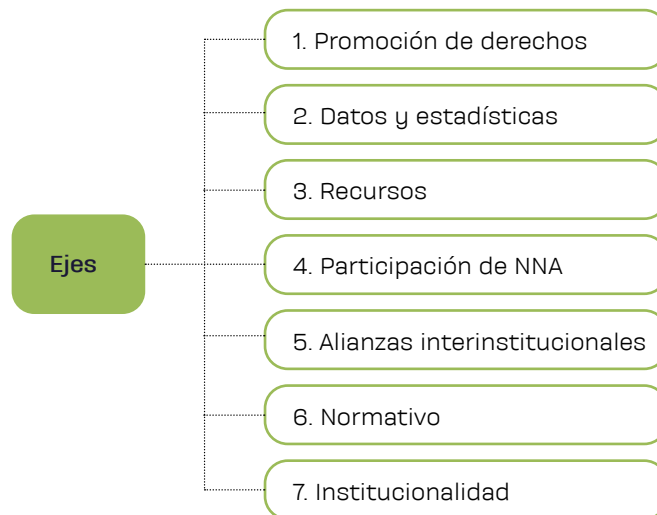 Ejes
1. Promoción de derechos
2. Datos y estadísticas
3. Recursos
4. Participación de NNA
5. Alianzas interinstitucionales
6. Normativo
7. Institucionalidad